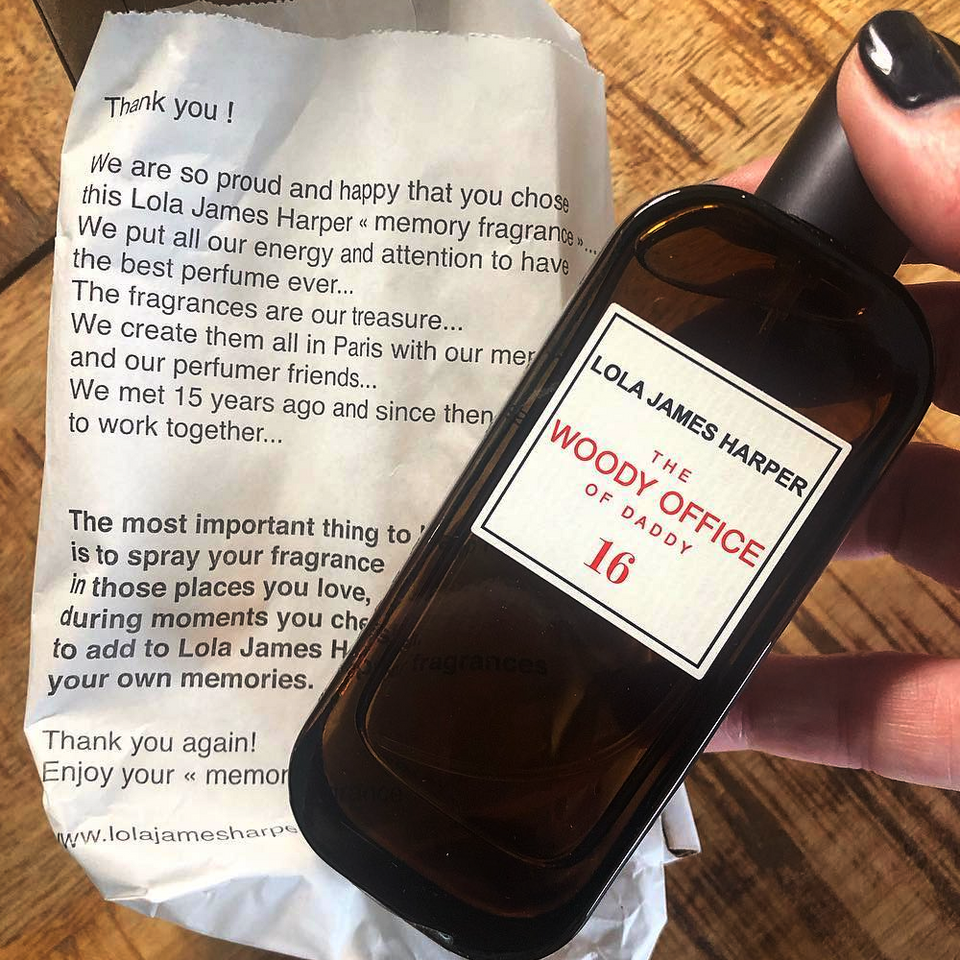 Thank you !
We are so proud and happy that you chose
this Lola James Harper « memory fragrance »...
We put all our energy and attention to have
the best perfume ever...
The fragrances are our treasure...
We create them all in Paris with our
and our perfumer friends...
We met 15 years ago and since then
to work together...
The most important thing to
is to spray your fragrance
in those places you love,
during moments you
to add to Lola James
your own memories.
fragrances
Thank you again!
Enjoy your «
www.lolajamesharpe
LOLA JAMES HARPER
THE
WOODY OFFICE
OF DADDY
16